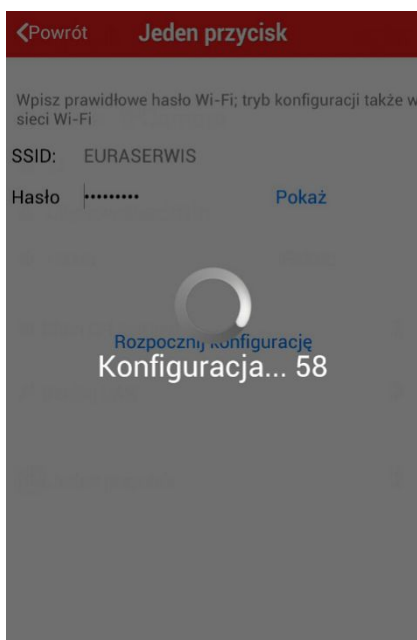 Powrót Jeden przycisk
Wpisz prawidłowe hasło Wi-Fi; tryb konfiguracji także w
sieci Wi-Fi
SSID: EURASERWIS
Hasło ········· Pokaż
Rozpocznij konfigurację
Konfiguracja... 58